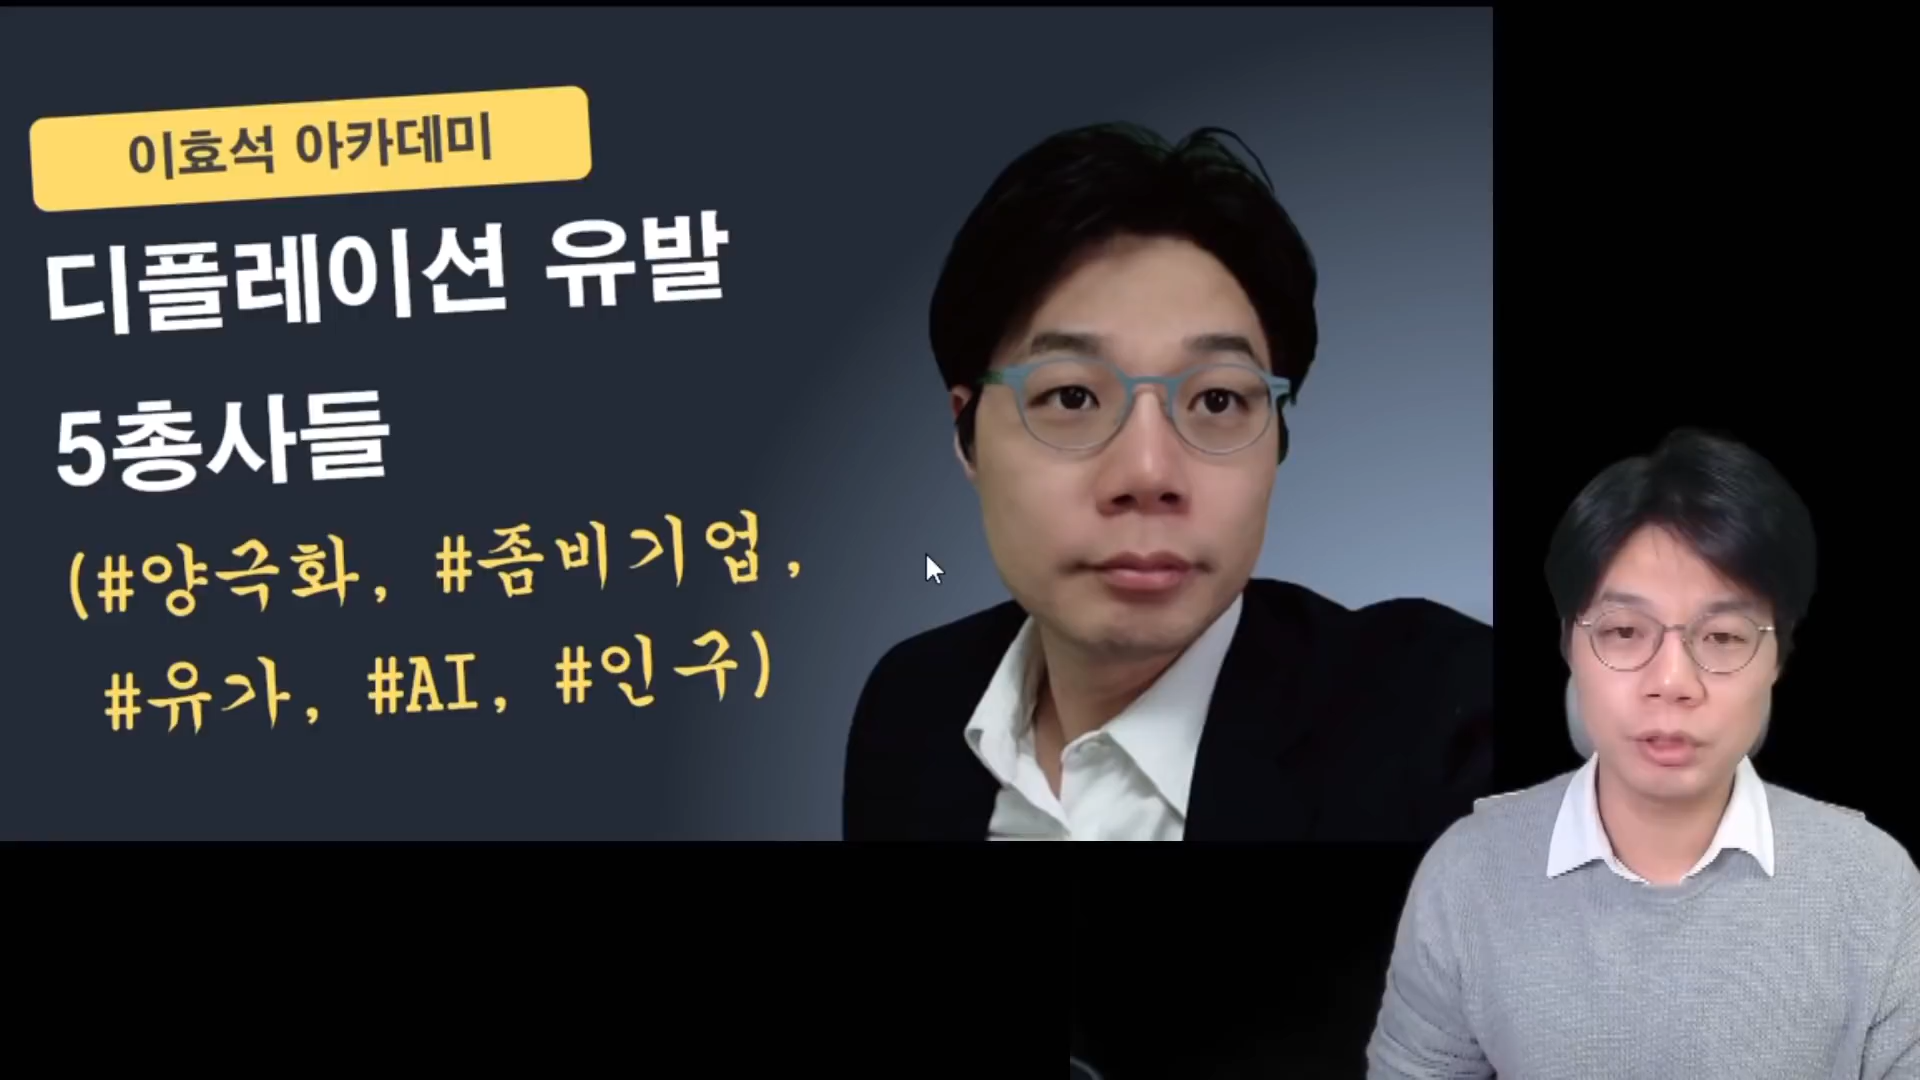 이효석 아카데미
디플레이션 유발
5총사들
(#양극화, #좀비기업,
#유가, #AI, #인구)